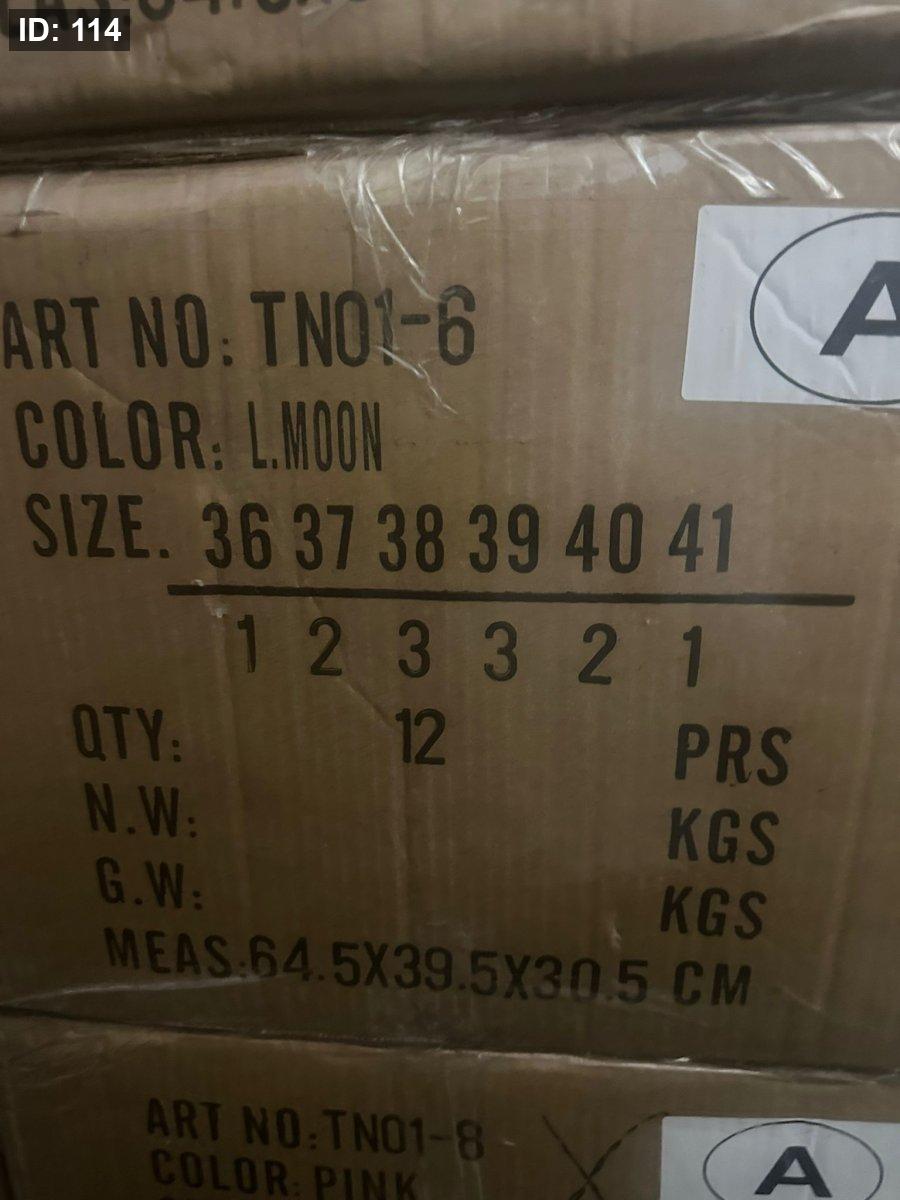 ID: 114
A
ART NO: TN01-6
COLOR: L.MOON
SIZE. 36 37 38 39 40 41
1 2 3 3 2 1
QTY: 12 PRS
N.W: KGS
G.W: KGS
MEAS:64.5X39.5X30.5 CM
ART NO:TN01-8
COLOR: PINK
A